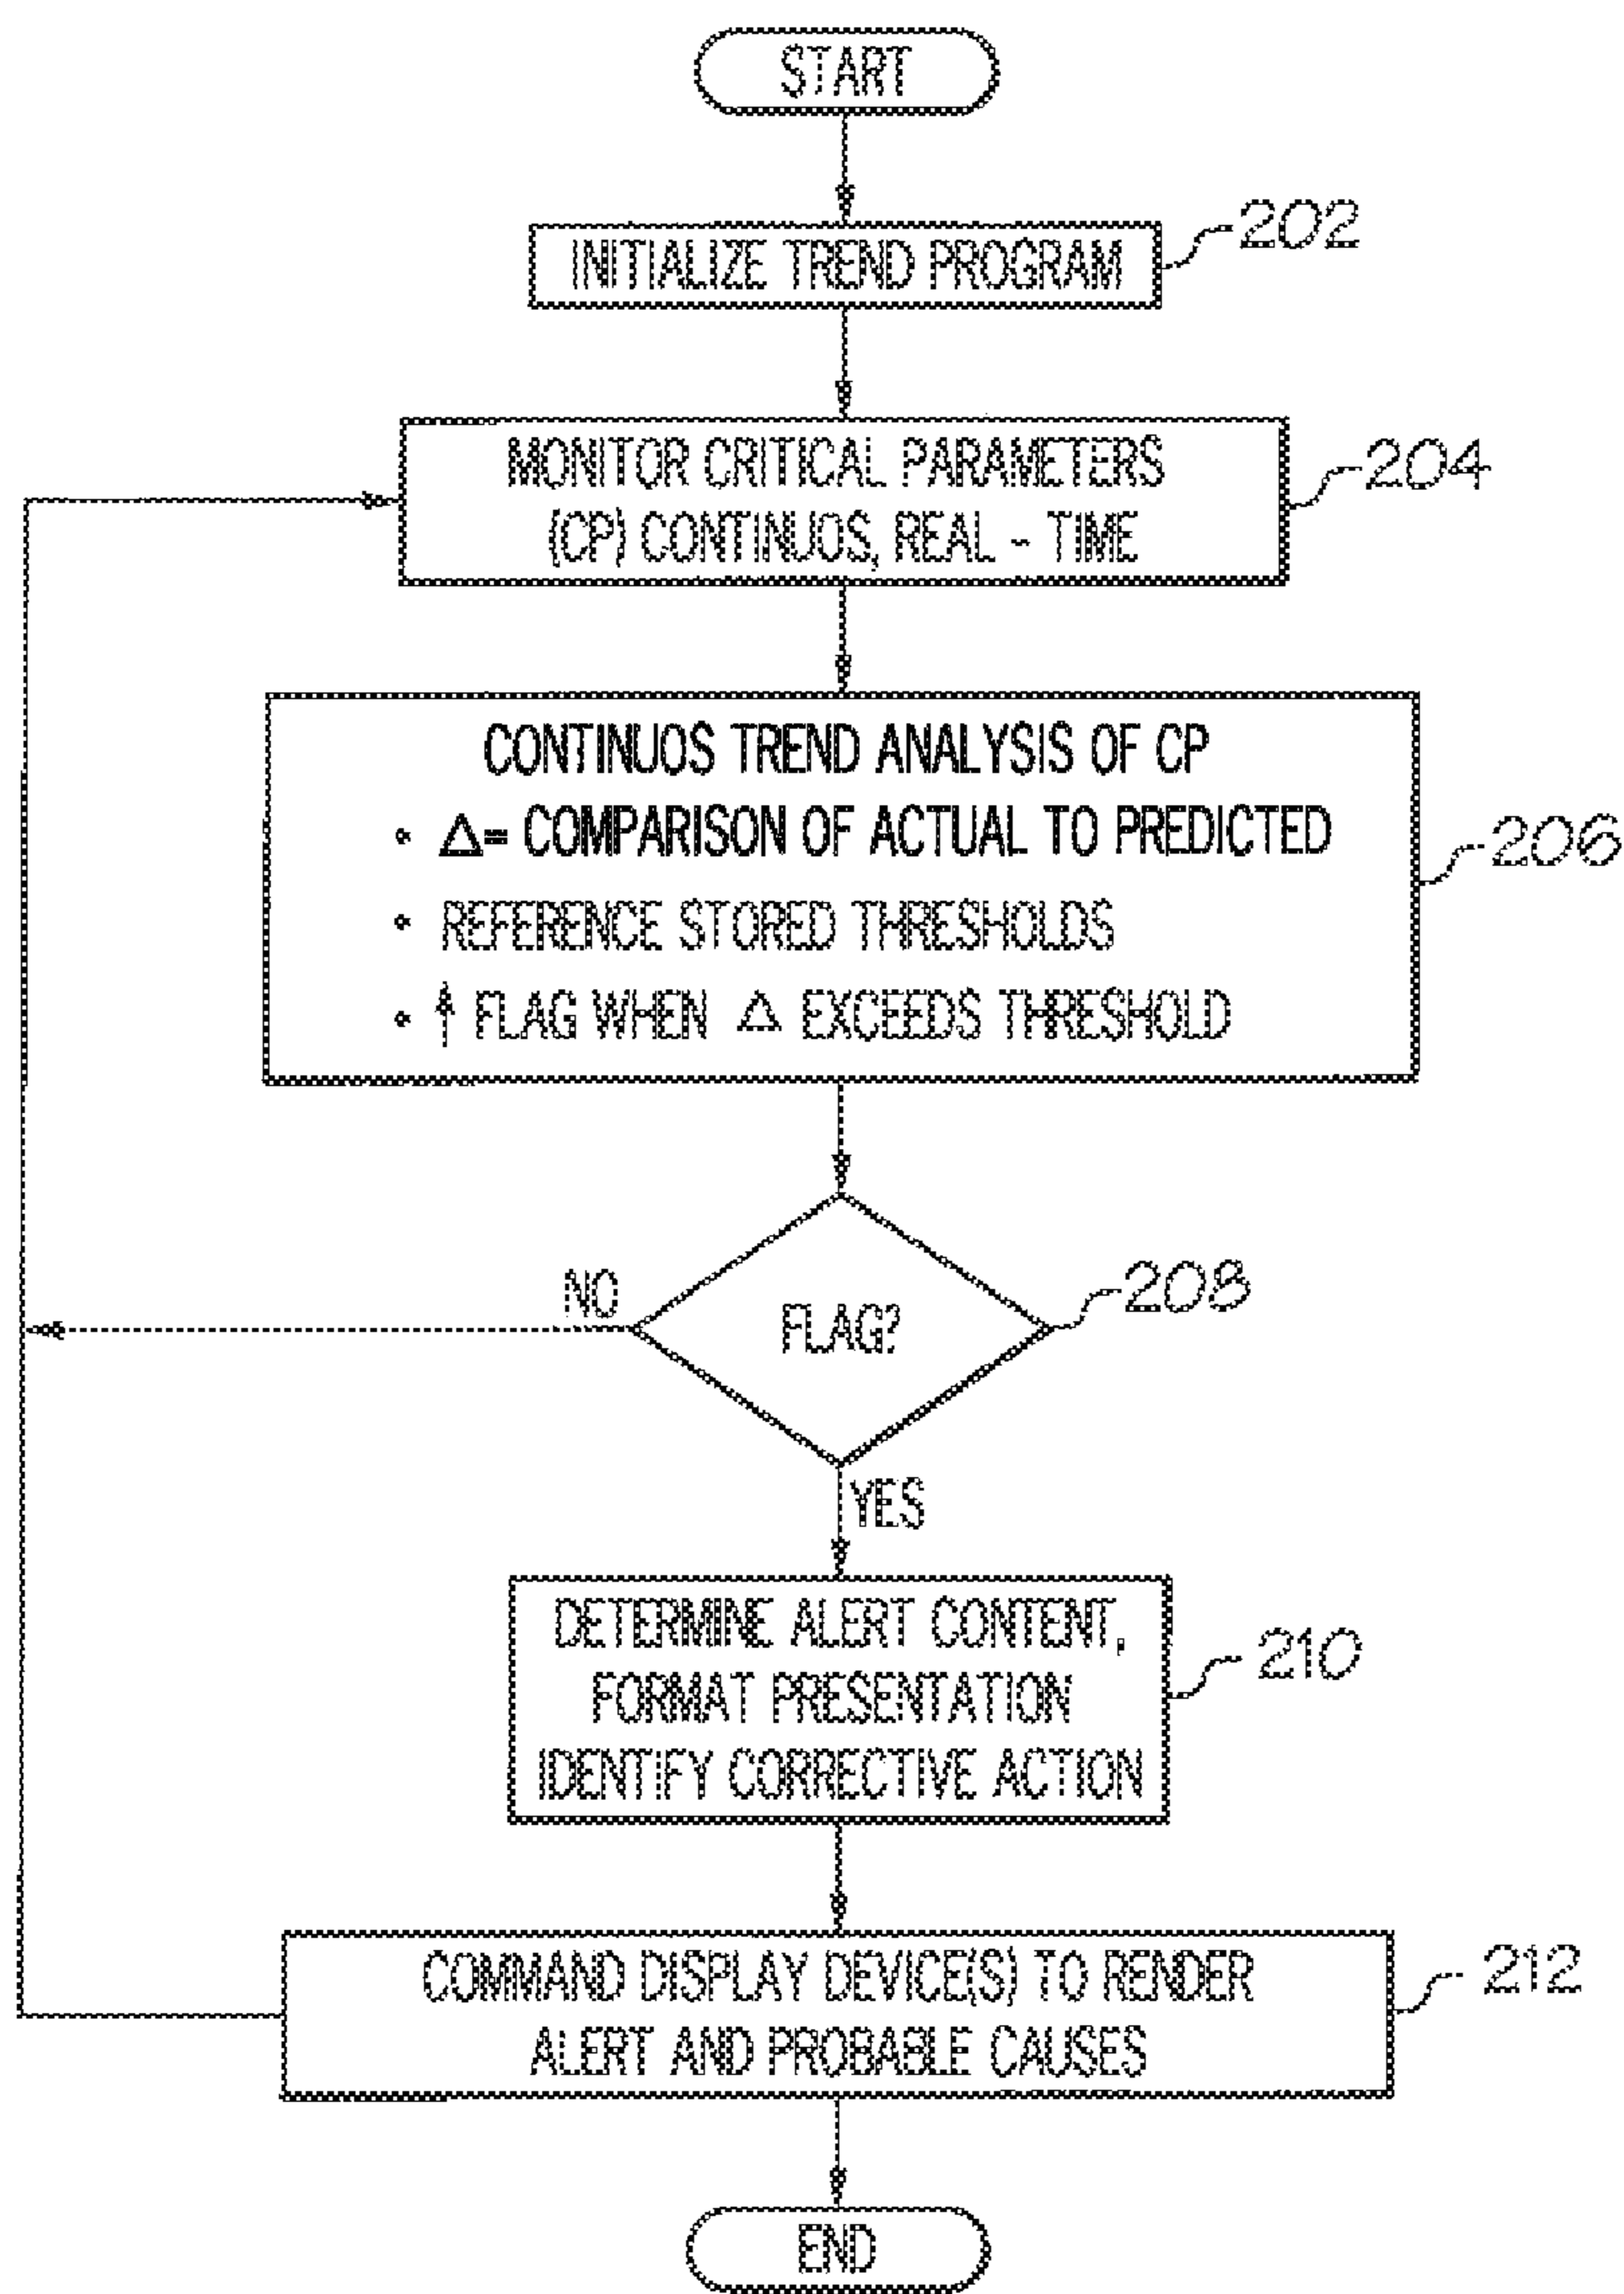 START
INITIALIZE TREND PROGRAM
202
MONITOR CRITICAL PARAMETERS
(CP) CONTINUOS, REAL - TIME
204
CONTINUOS TREND ANALYSIS OF CP
• Δ= COMPARISON OF ACTUAL TO PREDICTED
• REFERENCE STORED THRESHOLDS
• ↑ FLAG WHEN Δ EXCEEDS THRESHOLD
206
NO
FLAG?
208
YES
DETERMINE ALERT CONTENT,
FORMAT PRESENTATION
IDENTIFY CORRECTIVE ACTION
210
COMMAND DISPLAY DEVICE(S) TO RENDER
ALERT AND PROBABLE CAUSES
212
END